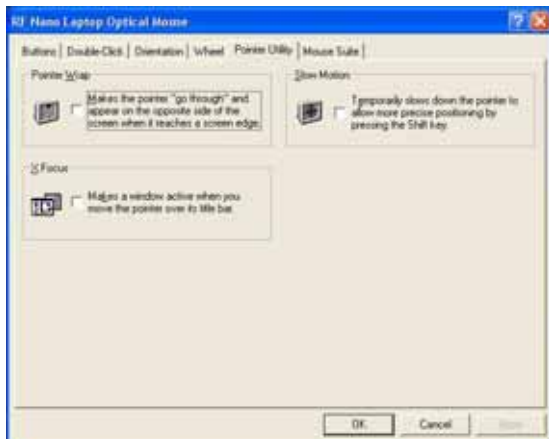 RF Nano Laptop Optical Mouse
Buttons Double-Click Orientation Wheel Pointer Utility Mouse Suite
Pointer Wrap
Makes the pointer "go through" and
appear on the opposite side of the
screen when it reaches a screen edge.
Slow Motion
Temporarily slows down the pointer to
allow more precise positioning by
pressing the Shift key.
X Focus
Makes a window active when you
move the pointer over its title bar.
OK Cancel